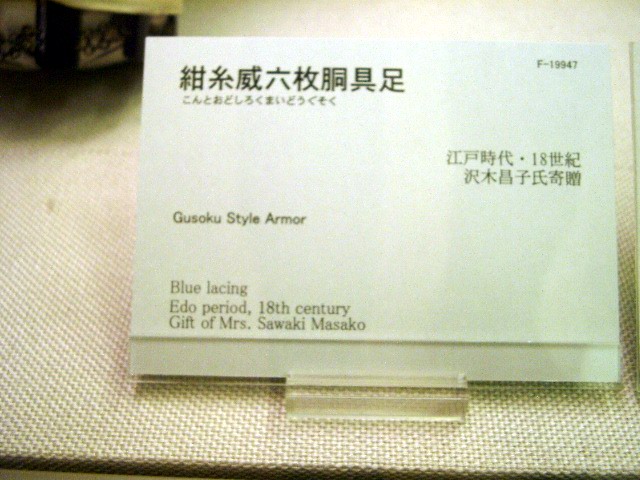 F-19947
紺糸威六枚胴具足
こんとおどしろくまいどうぐそく
江戸時代・18世紀
沢木昌子氏寄贈
Gusoku Style Armor
Blue lacing
Edo period, 18th century
Gift of Mrs. Sawaki Masako